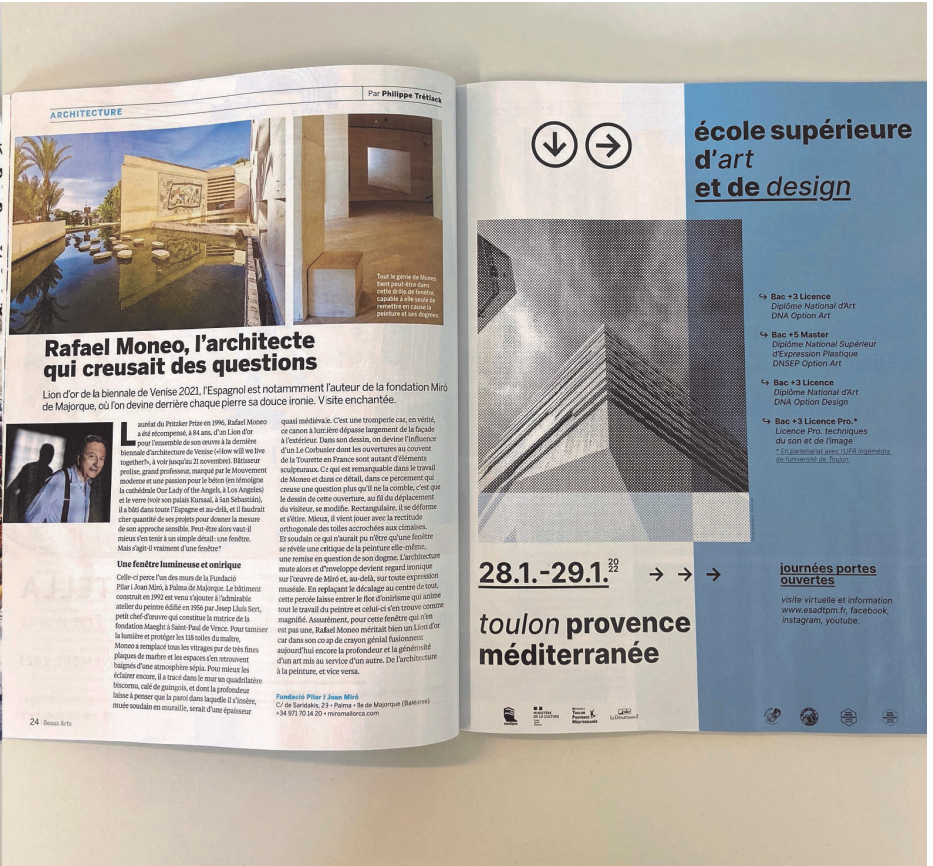 ARCHITECTURE
Par Philippe Trétiack
Tout le génie de Moneo
tient peut-être dans
cette drôle de fenêtre,
capable à elle seule de
remettre en cause la
peinture et ses dogmes.
Rafael Moneo, l’architecte
qui creusait des questions
Lion d’or de la biennale de Venise 2021, l’Espagnol est notammment l’auteur de la fondation Miró
de Majorque, où l’on devine derrière chaque pierre sa douce ironie. Visite enchantée.
Lauréat du Pritzker Prize en 1996, Rafael Moneo
a été récompensé, à 84 ans, d’un Lion d’or
pour l’ensemble de son œuvre à la dernière
biennale d’architecture de Venise («How will we live
together?», à voir jusqu’au 21 novembre). Bâtisseur
prolixe, grand professeur, marqué par le Mouvement
moderne et une passion pour le béton (en témoigne
la cathédrale Our Lady of the Angels, à Los Angeles)
et le verre (voir son palais Kursaal, à San Sebastián),
il a bâti dans toute l’Espagne et au-delà, et il faudrait
citer quantité de ses projets pour donner la mesure
de son approche sensible. Peut-être alors vaut-il
mieux s’en tenir à un simple détail: une fenêtre.
Mais s’agit-il vraiment d’une fenêtre?
Une fenêtre lumineuse et onirique
Celle-ci perce l’un des murs de la Fundació
Pilar i Joan Miró, à Palma de Majorque. Le bâtiment
construit en 1992 est venu s’ajouter à l’admirable
atelier du peintre édifié en 1956 par Josep Lluís Sert,
petit chef-d’œuvre qui constitue la matrice de la
fondation Maeght à Saint-Paul de Vence. Pour tamiser
la lumière et protéger les 118 toiles du maître,
Moneo a remplacé tous les vitrages par de très fines
plaques de marbre et les espaces s’en retrouvent
baignés d’une atmosphère sépia. Pour mieux les
éclairer encore, il a tracé dans le mur un quadrilatère
biscornu, calé de guingois, et dont la profondeur
laisse à penser que la paroi dans laquelle il s’insère,
muée soudain en muraille, serait d’une épaisseur
quasi médiévale. C’est une tromperie car, en vérité,
ce canon à lumière dépasse largement de la façade
à l’extérieur. Dans son dessin, on devine l’influence
d’un Le Corbusier dont les ouvertures au couvent
de la Tourette en France sont autant d’éléments
sculpturaux. Ce qui est remarquable dans le travail
de Moneo et dans ce détail, dans ce percement qui
creuse une question plus qu’il ne la comble, c’est que
le dessin de cette ouverture, au fil du déplacement
du visiteur, se modifie. Rectangulaire, il se déforme
et s’étire. Mieux, il vient jouer avec la rectitude
orthogonale des toiles accrochées aux cimaises.
Et soudain ce qui n’aurait pu n’être qu’une fenêtre
se révèle une critique de la peinture elle-même,
une remise en question de son dogme. L’architecture
mute alors et d’enveloppe devient regard ironique
sur l’œuvre de Miró et, au-delà, sur toute expression
muséale. En replaçant le décalage au centre de tout,
cette percée laisse entrer le flot d’onirisme qui anime
tout le travail du peintre et celui-ci s’en trouve comme
magnifié. Assurément, pour cette fenêtre qui n’en
est pas une, Rafael Moneo méritait bien un Lion d’or
car dans son coup de crayon génial fusionnent
aujourd’hui encore la profondeur et la générosité
d’un art mis au service d’un autre. De l’architecture
à la peinture, et vice versa.
Fundació Pilar i Joan Miró
C/ de Saridakis, 29 • Palma • île de Majorque (Baléares)
+34 971 70 14 20 • miromallorca.com
24 Beaux Arts
école supérieure
d’art
et de design
↪ Bac +3 Licence
Diplôme National d’Art
DNA Option Art
↪ Bac +5 Master
Diplôme National Supérieur
d’Expression Plastique
DNSEP Option Art
↪ Bac +3 Licence
Diplôme National d’Art
DNA Option Design
↪ Bac +3 Licence Pro.*
Licence Pro. techniques
du son et de l’image
* En partenariat avec l’UFR Ingémédia
de l’université de Toulon.
28.1.-29.1.2022 → → →
journées portes
ouvertes
visite virtuelle et information
www.esadtpm.fr, facebook,
instagram, youtube.
toulon provence
méditerranée
MINISTÈRE
DE LA CULTURE
TOULON
PROVENCE
MÉDITERRANÉE
LE DÉPARTEMENT